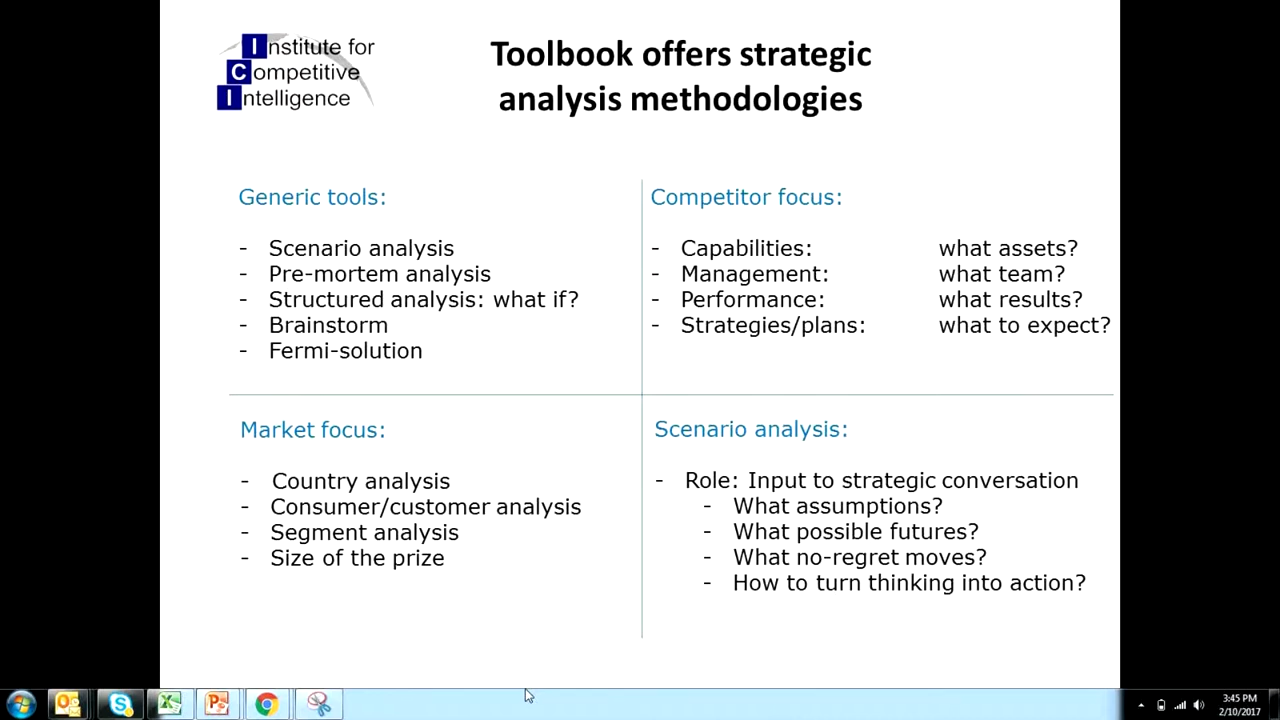 Institute for
Competitive
Intelligence
Toolbook offers strategic
analysis methodologies
Generic tools:
- Scenario analysis
- Pre-mortem analysis
- Structured analysis: what if?
- Brainstorm
- Fermi-solution
Competitor focus:
- Capabilities: what assets?
- Management: what team?
- Performance: what results?
- Strategies/plans: what to expect?
Market focus:
- Country analysis
- Consumer/customer analysis
- Segment analysis
- Size of the prize
Scenario analysis:
- Role: Input to strategic conversation
- What assumptions?
- What possible futures?
- What no-regret moves?
- How to turn thinking into action?
3:45 PM
2/10/2017